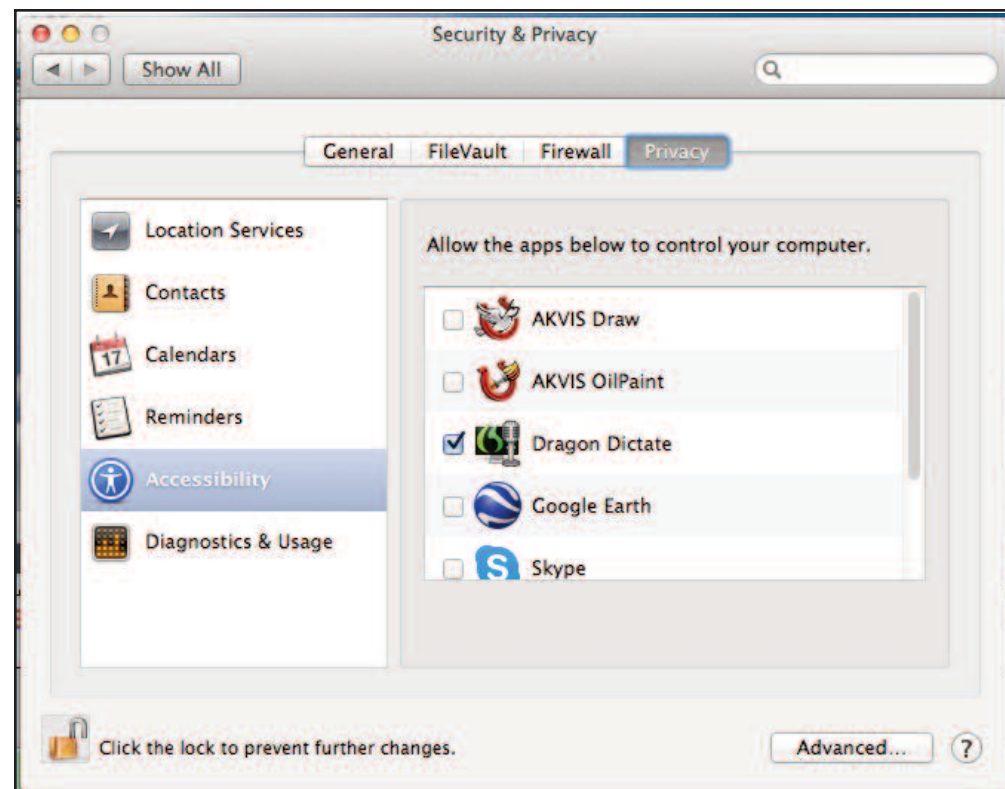 Security & Privacy
Show All
General FileVault Firewall Privacy
Location Services
Contacts
17
Calendars
Reminders
Accessibility
Diagnostics & Usage
Allow the apps below to control your computer.
AKVIS Draw
AKVIS OilPaint
Dragon Dictate
Google Earth
S
Skype
Click the lock to prevent further changes.
Advanced... ?